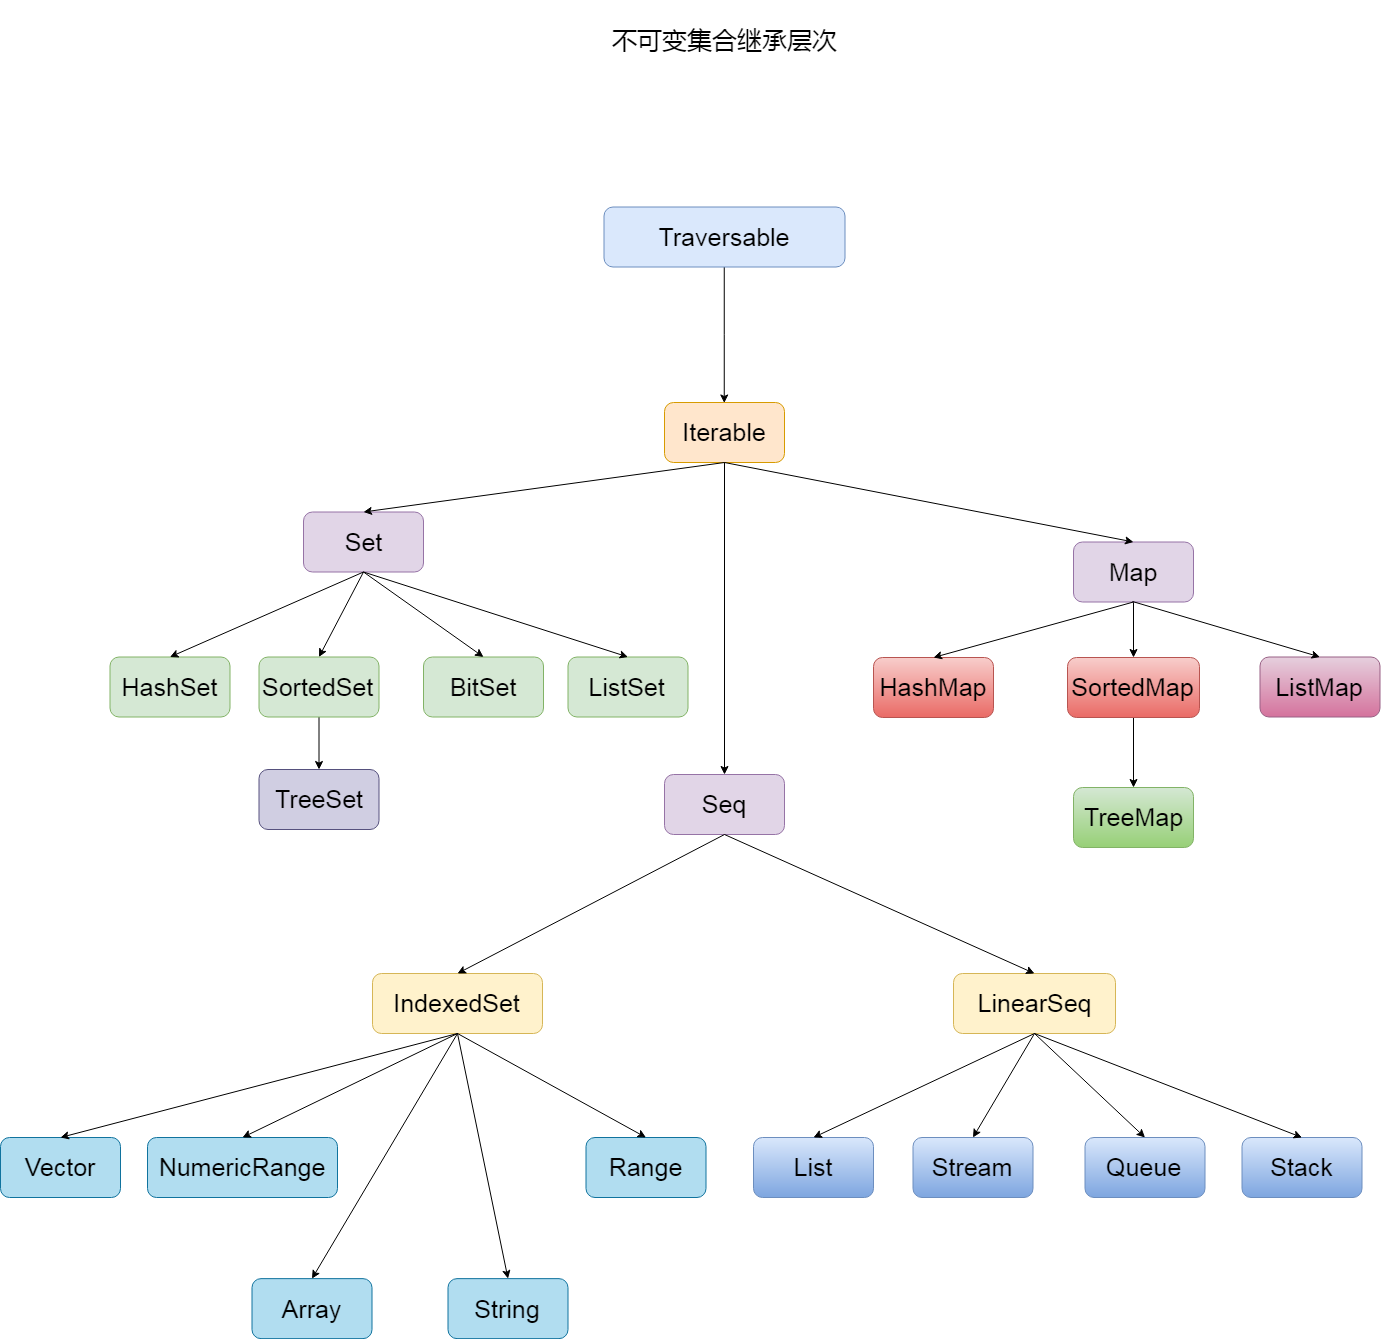 不可变集合继承层次
Traversable
Iterable
Set
Map
HashSet
SortedSet
BitSet
ListSet
HashMap
SortedMap
ListMap
TreeSet
Seq
TreeMap
IndexedSet
LinearSeq
Vector
NumericRange
Range
List
Stream
Queue
Stack
Array
String